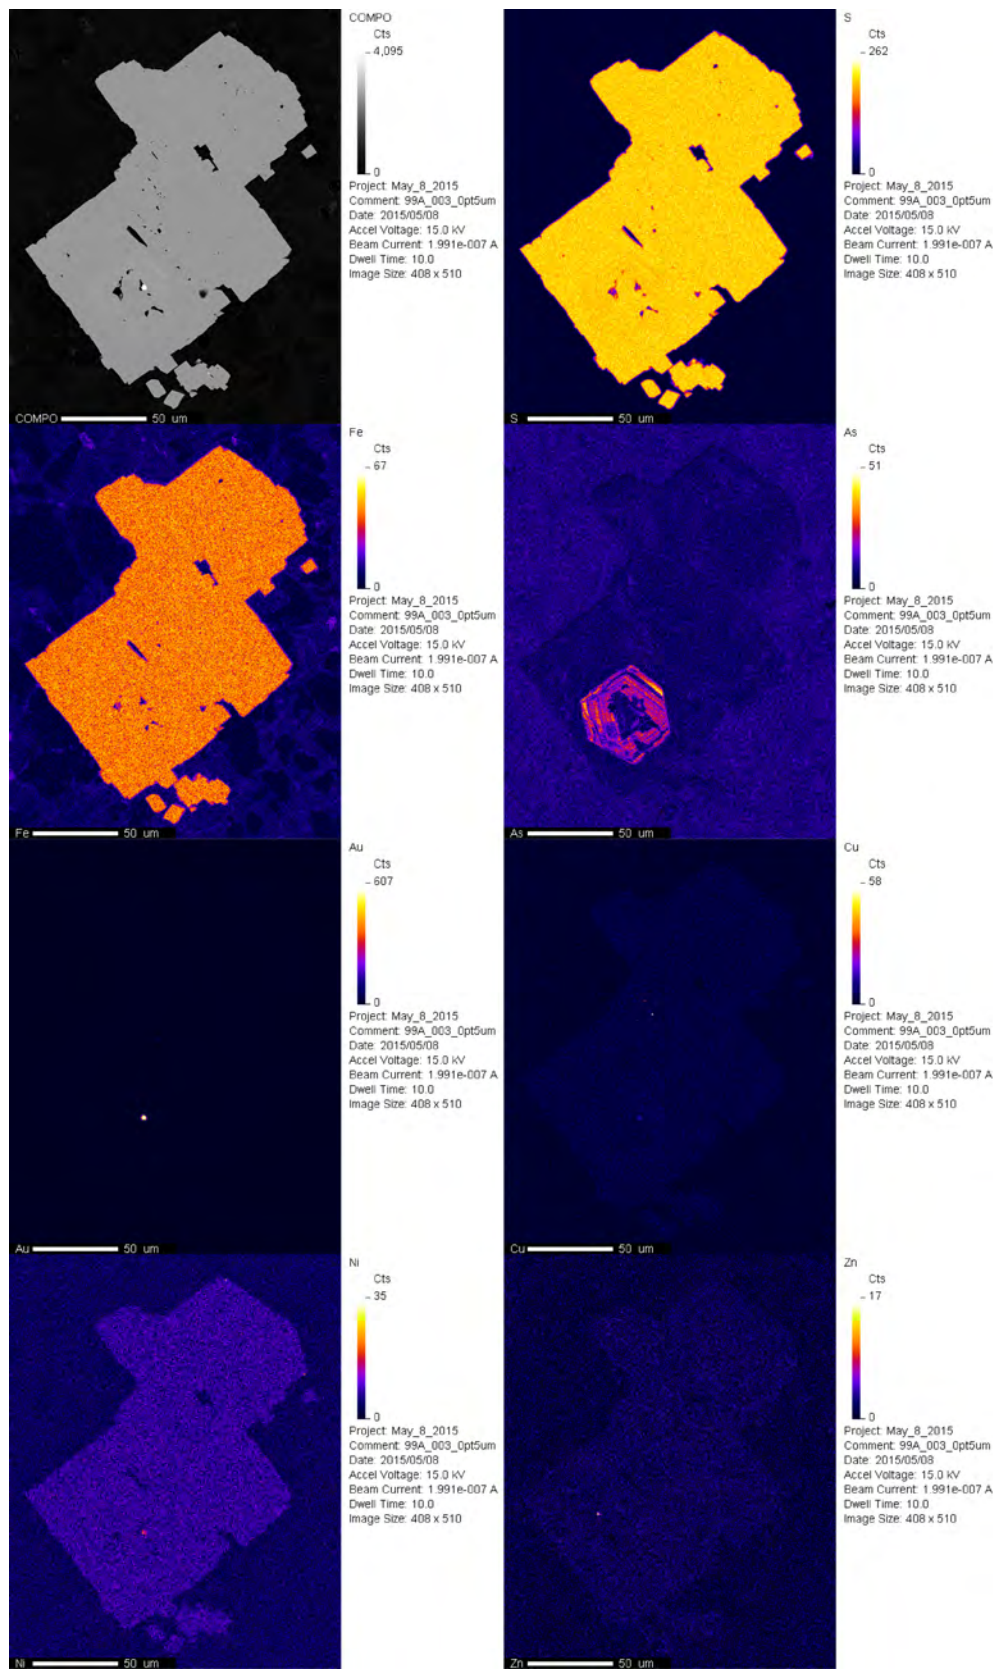 COMPO
Cts
4,095
0
Project: May_8_2015
Comment: 99A_003_0pt5um
Date: 2015/05/08
Accel Voltage: 15.0 kV
Beam Current: 1.991e-007 A
Dwell Time: 10.0
Image Size: 408 x 510
COMPO 50 um
S
Cts
262
0
Project: May_8_2015
Comment: 99A_003_0pt5um
Date: 2015/05/08
Accel Voltage: 15.0 kV
Beam Current: 1.991e-007 A
Dwell Time: 10.0
Image Size: 408 x 510
S 50 um
Fe
Cts
67
0
Project: May_8_2015
Comment: 99A_003_0pt5um
Date: 2015/05/08
Accel Voltage: 15.0 kV
Beam Current: 1.991e-007 A
Dwell Time: 10.0
Image Size: 408 x 510
Fe 50 um
As
Cts
51
0
Project: May_8_2015
Comment: 99A_003_0pt5um
Date: 2015/05/08
Accel Voltage: 15.0 kV
Beam Current: 1.991e-007 A
Dwell Time: 10.0
Image Size: 408 x 510
As 50 um
Au
Cts
607
0
Project: May_8_2015
Comment: 99A_003_0pt5um
Date: 2015/05/08
Accel Voltage: 15.0 kV
Beam Current: 1.991e-007 A
Dwell Time: 10.0
Image Size: 408 x 510
Au 50 um
Cu
Cts
58
0
Project: May_8_2015
Comment: 99A_003_0pt5um
Date: 2015/05/08
Accel Voltage: 15.0 kV
Beam Current: 1.991e-007 A
Dwell Time: 10.0
Image Size: 408 x 510
Cu 50 um
Ni
Cts
35
0
Project: May_8_2015
Comment: 99A_003_0pt5um
Date: 2015/05/08
Accel Voltage: 15.0 kV
Beam Current: 1.991e-007 A
Dwell Time: 10.0
Image Size: 408 x 510
Ni 50 um
Zn
Cts
17
0
Project: May_8_2015
Comment: 99A_003_0pt5um
Date: 2015/05/08
Accel Voltage: 15.0 kV
Beam Current: 1.991e-007 A
Dwell Time: 10.0
Image Size: 408 x 510
Zn 50 um